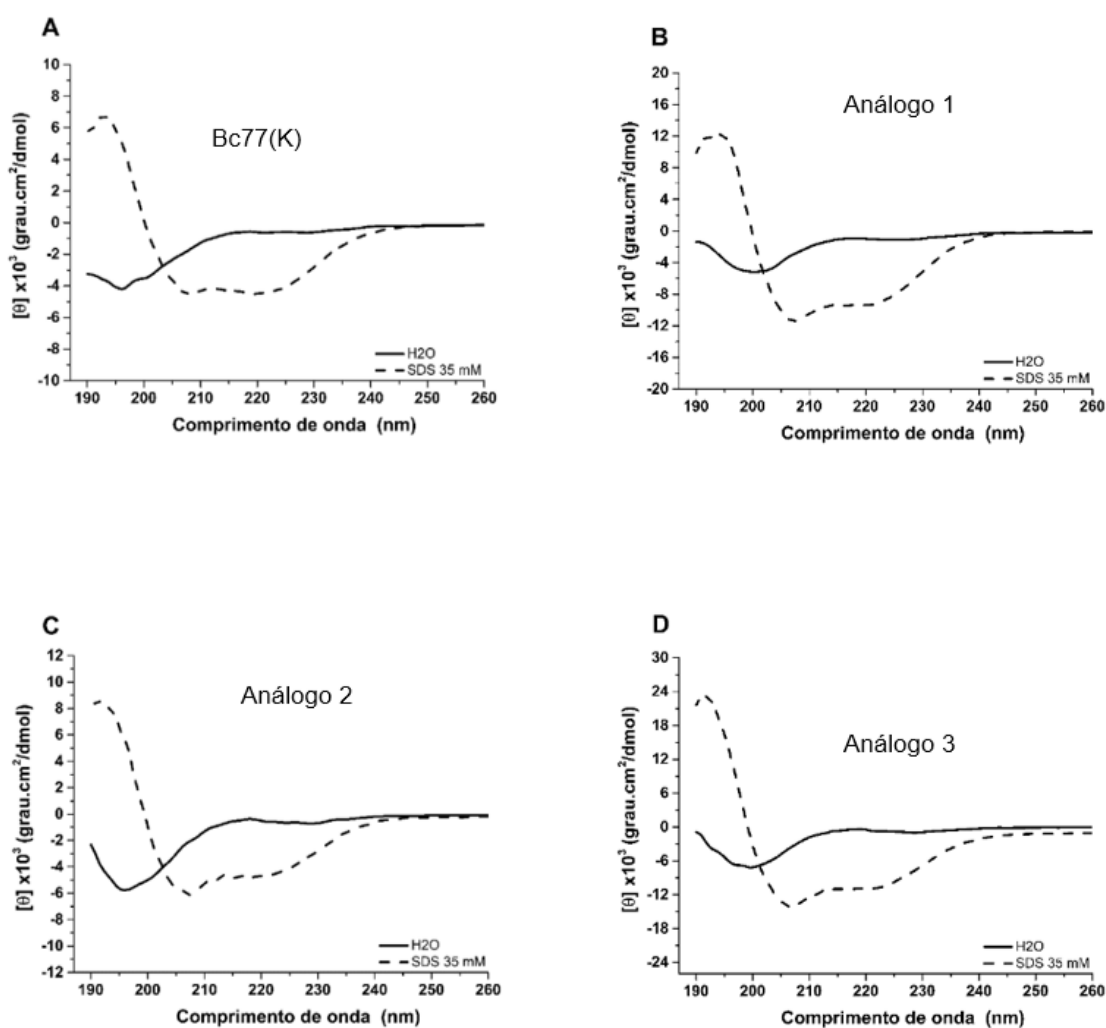 A
Bc77(K)
[θ] x10³ (grau.cm²/dmol)
10
8
6
4
2
0
-2
-4
-6
-8
-10
H2O
SDS 35 mM
190 200 210 220 230 240 250 260
Comprimento de onda (nm)
B
Análogo 1
[θ] x10³ (grau.cm²/dmol)
20
16
12
8
4
0
-4
-8
-12
-16
-20
H2O
SDS 35 mM
190 200 210 220 230 240 250 260
Comprimento de onda (nm)
C
Análogo 2
[θ] x10³ (grau.cm²/dmol)
12
10
8
6
4
2
0
-2
-4
-6
-8
-10
-12
H2O
SDS 35 mM
190 200 210 220 230 240 250 260
Comprimento de onda (nm)
D
Análogo 3
[θ] x10³ (grau.cm²/dmol)
30
24
18
12
6
0
-6
-12
-18
-24
H2O
SDS 35 mM
190 200 210 220 230 240 250 260
Comprimento de onda (nm)